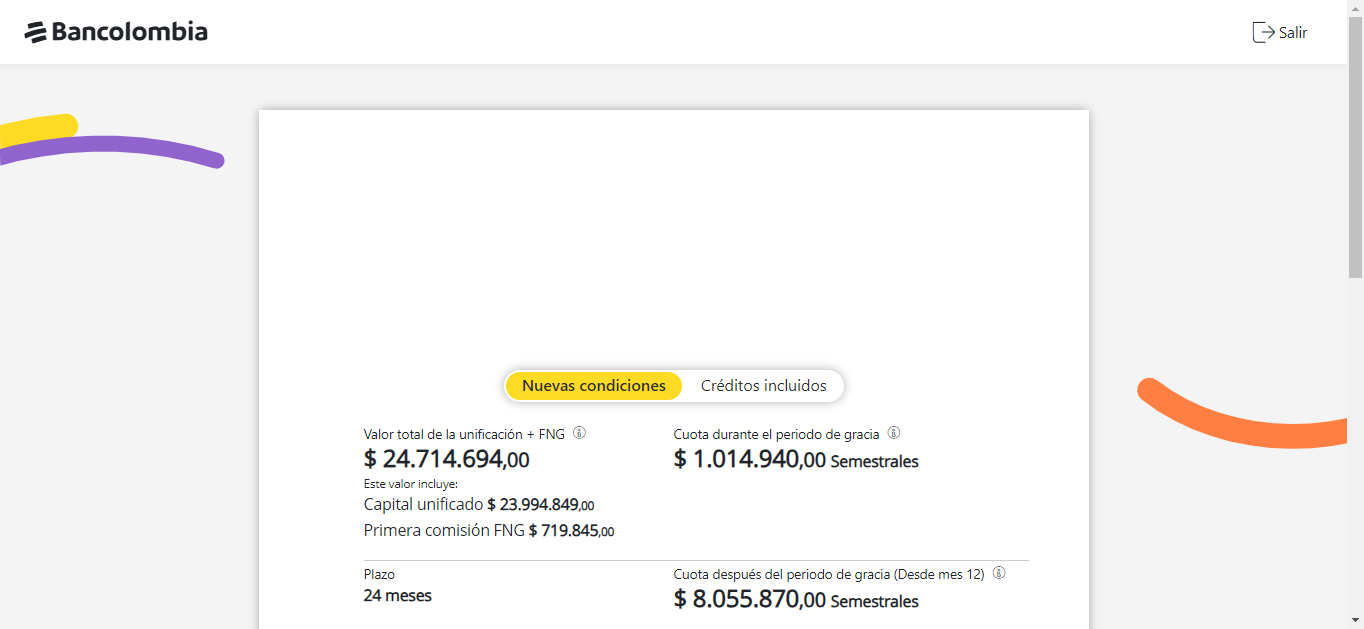 Bancolombia
Salir
Nuevas condiciones
Créditos incluidos
Valor total de la unificación + FNG
$ 24.714.694,00
Este valor incluye:
Capital unificado $ 23.994.849,00
Primera comisión FNG $ 719.845,00
Cuota durante el periodo de gracia
$ 1.014.940,00 Semestrales
Plazo
24 meses
Cuota después del periodo de gracia (Desde mes 12)
$ 8.055.870,00 Semestrales